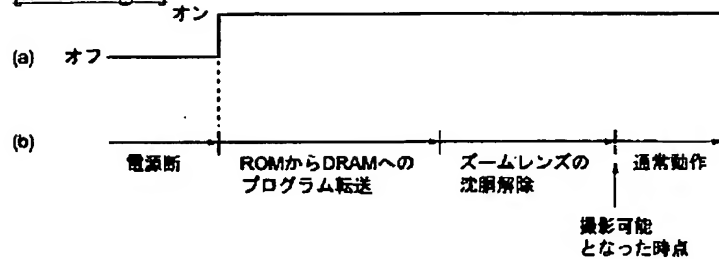 オン
(a) オフ
(b)
電源断 ROMからDRAMへの ズームレンズの 通常動作
プログラム転送 沈胴解除
撮影可能
となった時点